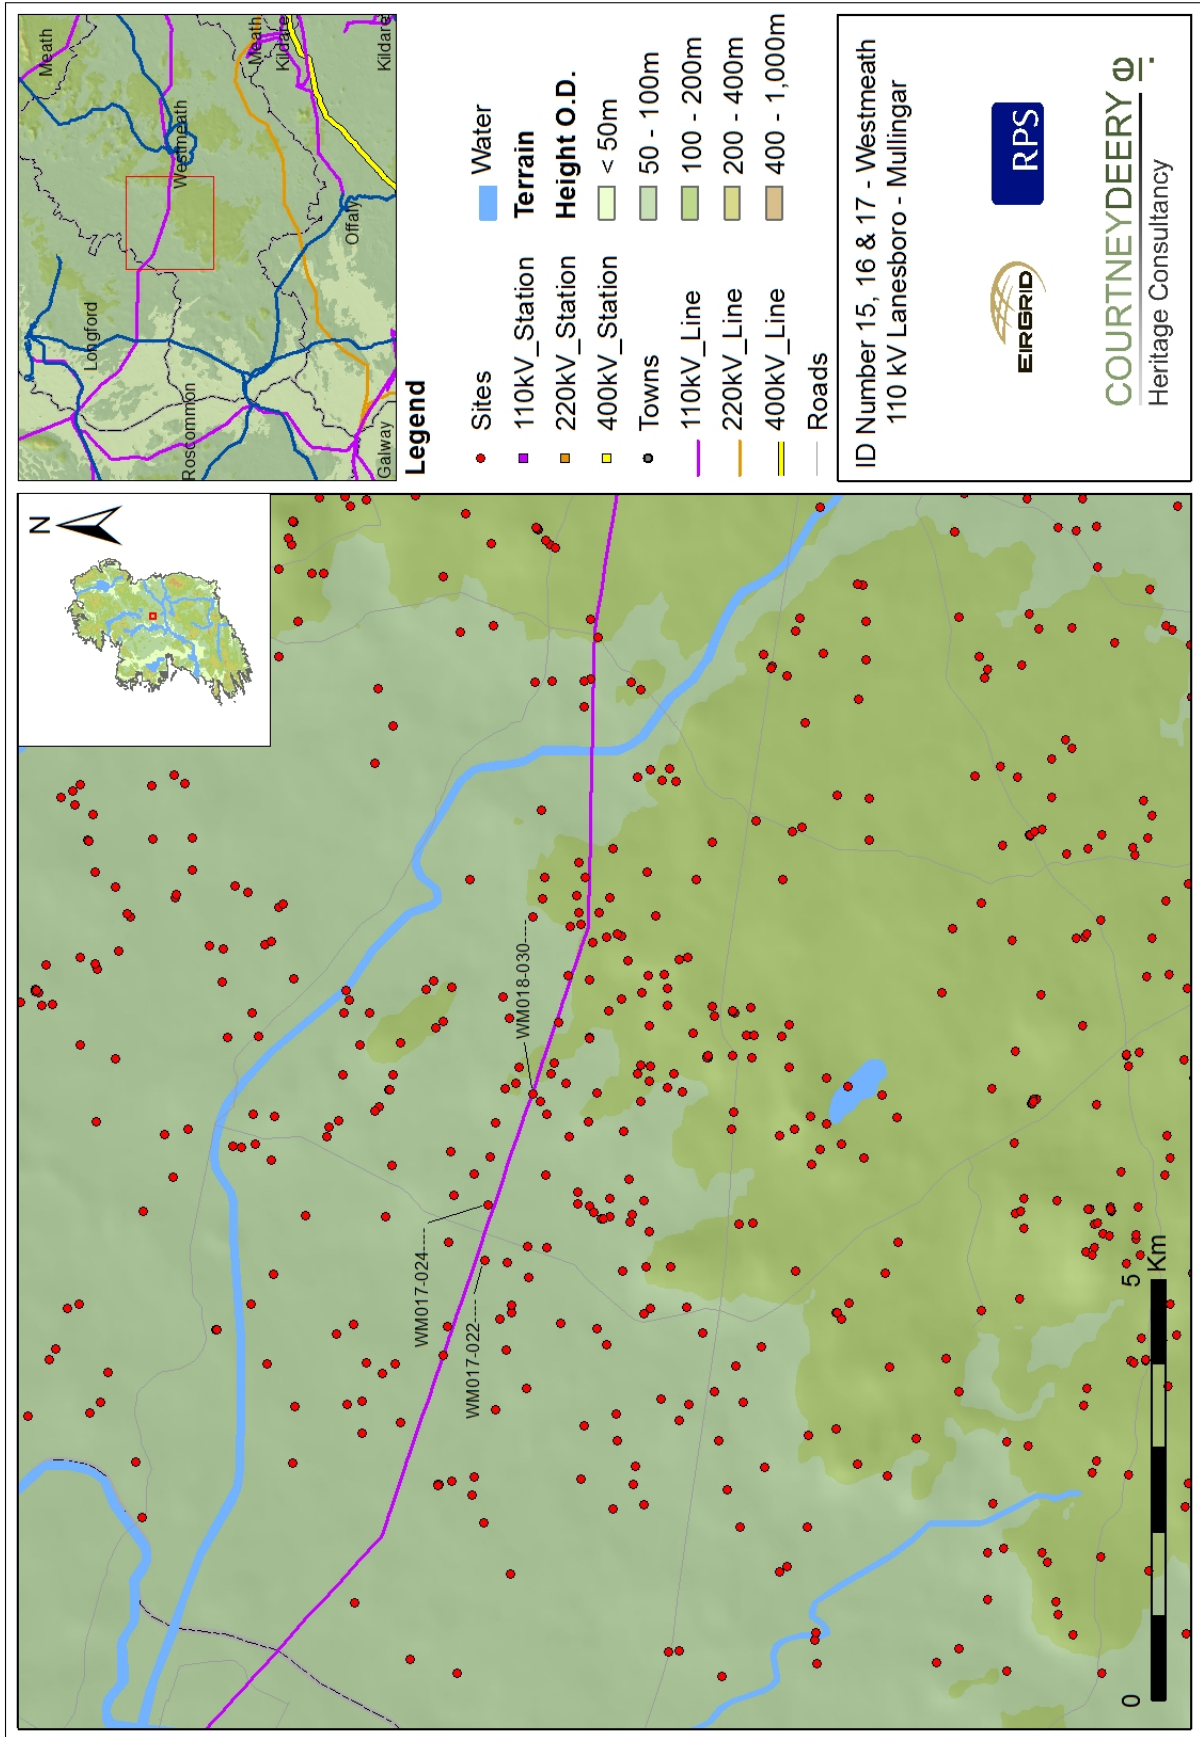 N
WM018-030
WM017-024
WM017-022
0
5
Km
Meath
Meath
Kildare
Kildare
Westmeath
Longford
Offaly
Roscommon
Galway
Legend
Sites
110kV_Station
220kV_Station
400kV_Station
Towns
110kV_Line
220kV_Line
400kV_Line
Roads
Water
Terrain
Height O.D.
< 50m
50 - 100m
100 - 200m
200 - 400m
400 - 1,000m
ID Number 15, 16 & 17 - Westmeath
110 kV Lanesboro - Mullingar
EIRGRID
RPS
COURTNEYDEERY
Heritage Consultancy